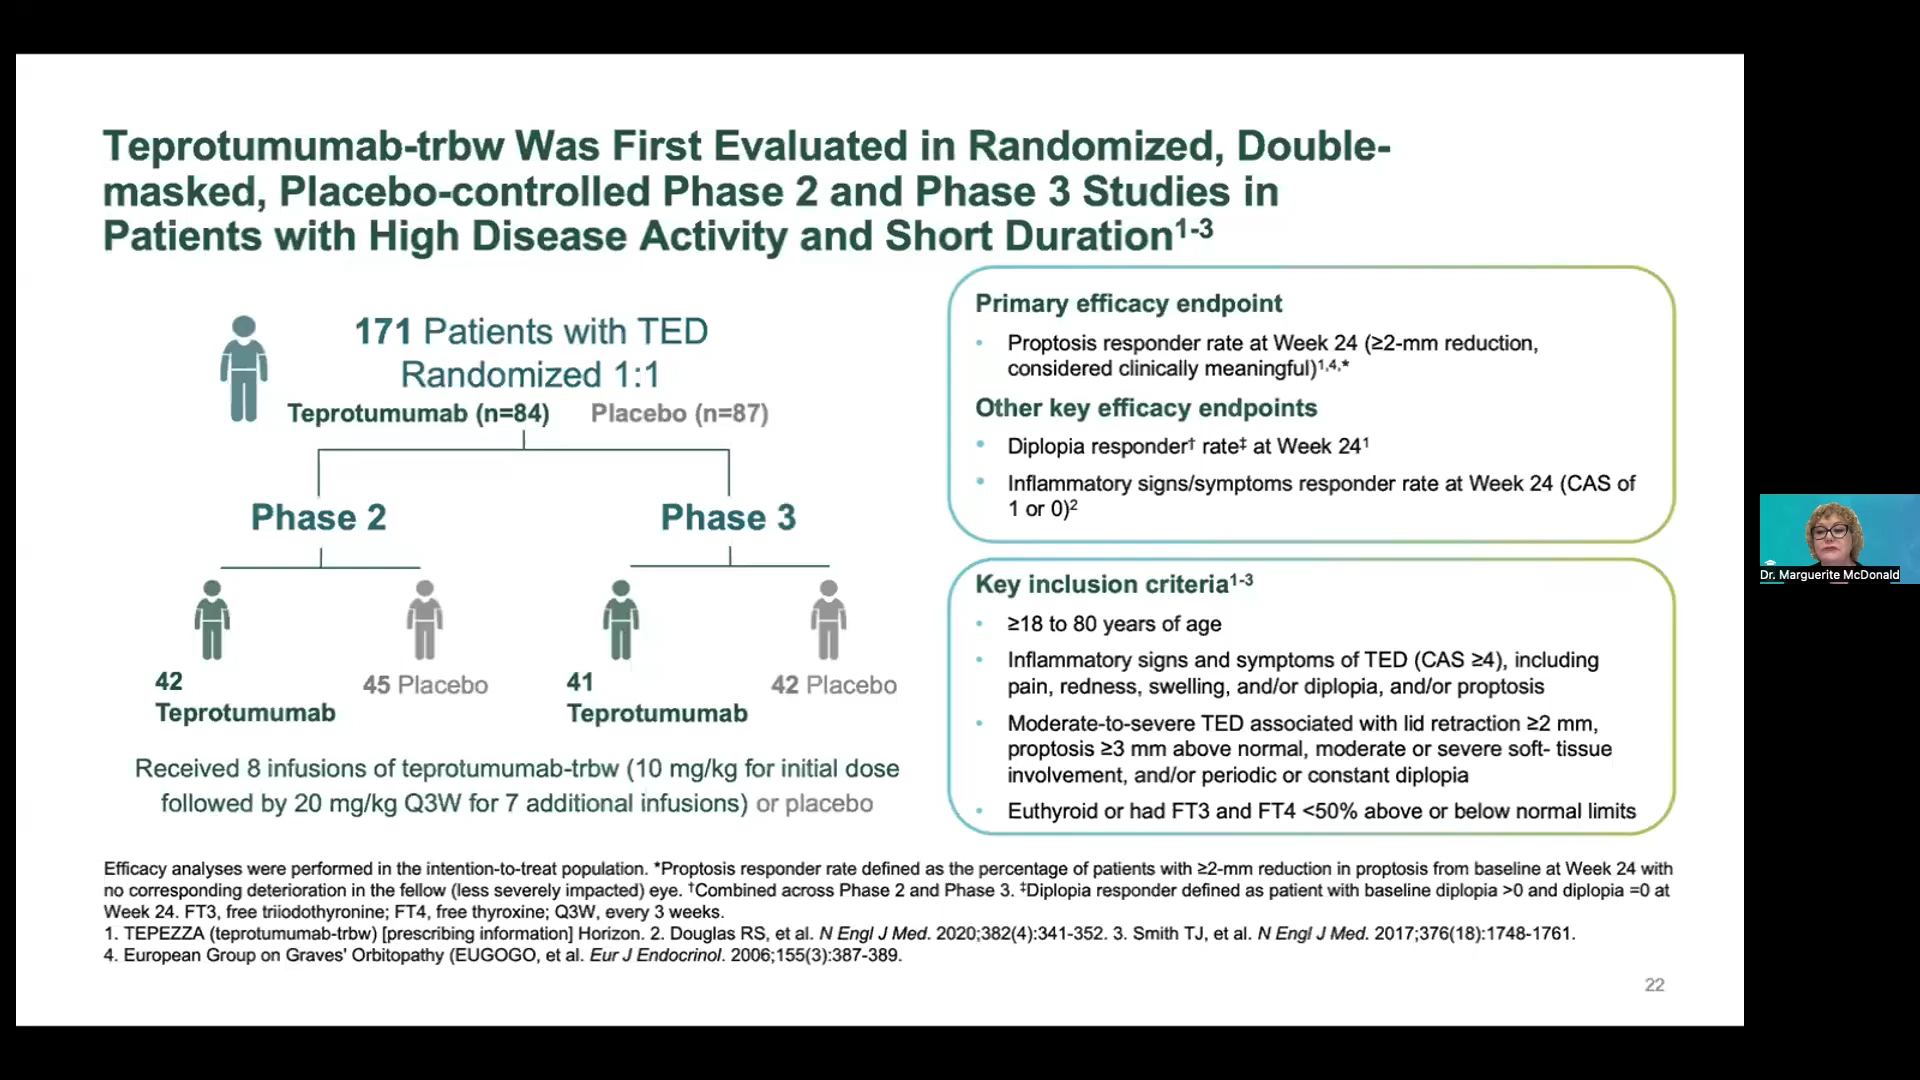 Teprotumumab-trbw Was First Evaluated in Randomized, Double-
masked, Placebo-controlled Phase 2 and Phase 3 Studies in
Patients with High Disease Activity and Short Duration¹⁻³
171 Patients with TED
Randomized 1:1
Teprotumumab (n=84) Placebo (n=87)
Phase 2
Phase 3
42
Teprotumumab
45 Placebo
41
Teprotumumab
42 Placebo
Received 8 infusions of teprotumumab-trbw (10 mg/kg for initial dose
followed by 20 mg/kg Q3W for 7 additional infusions) or placebo
Primary efficacy endpoint
• Proptosis responder rate at Week 24 (≥2-mm reduction,
considered clinically meaningful)¹,⁴,*
Other key efficacy endpoints
• Diplopia responder† rate‡ at Week 24¹
• Inflammatory signs/symptoms responder rate at Week 24 (CAS of
1 or 0)²
Key inclusion criteria¹⁻³
• ≥18 to 80 years of age
• Inflammatory signs and symptoms of TED (CAS ≥4), including
pain, redness, swelling, and/or diplopia, and/or proptosis
• Moderate-to-severe TED associated with lid retraction ≥2 mm,
proptosis ≥3 mm above normal, moderate or severe soft- tissue
involvement, and/or periodic or constant diplopia
• Euthyroid or had FT3 and FT4 <50% above or below normal limits
Efficacy analyses were performed in the intention-to-treat population. *Proptosis responder rate defined as the percentage of patients with ≥2-mm reduction in proptosis from baseline at Week 24 with
no corresponding deterioration in the fellow (less severely impacted) eye. †Combined across Phase 2 and Phase 3. ‡Diplopia responder defined as patient with baseline diplopia >0 and diplopia =0 at
Week 24. FT3, free triiodothyronine; FT4, free thyroxine; Q3W, every 3 weeks.
1. TEPEZZA (teprotumumab-trbw) [prescribing information] Horizon. 2. Douglas RS, et al. N Engl J Med. 2020;382(4):341-352. 3. Smith TJ, et al. N Engl J Med. 2017;376(18):1748-1761.
4. European Group on Graves' Orbitopathy (EUGOGO, et al. Eur J Endocrinol. 2006;155(3):387-389.
22
Dr. Marguerite McDonald